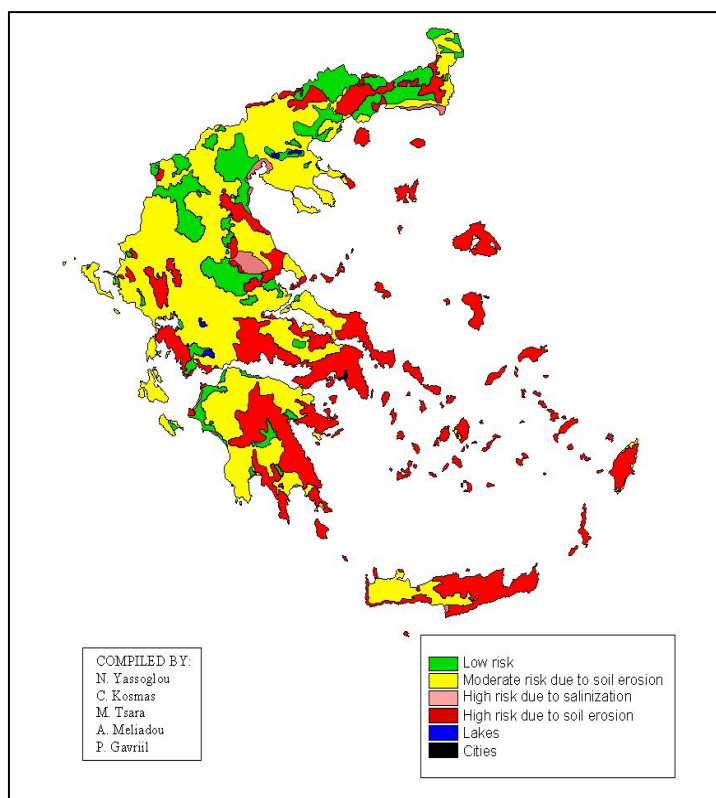 COMPILED BY:
N. Yassoglou
C. Kosmas
M. Tsara
A. Meliadou
P. Gavriil
Low risk
Moderate risk due to soil erosion
High risk due to salinization
High risk due to soil erosion
Lakes
Cities